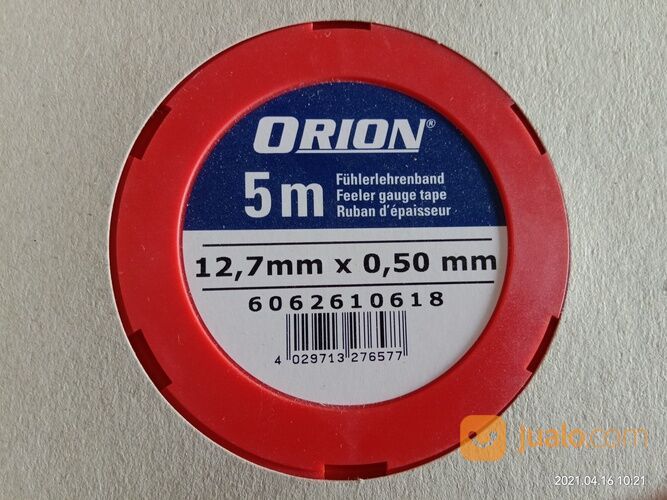 ORION®
5m
Fühlerlehrenband
Feeler gauge tape
Ruban d'épaisseur
12,7mm x 0,50 mm
6062610618
4 029713 276577
jualo.com
2021.04.16 10:21